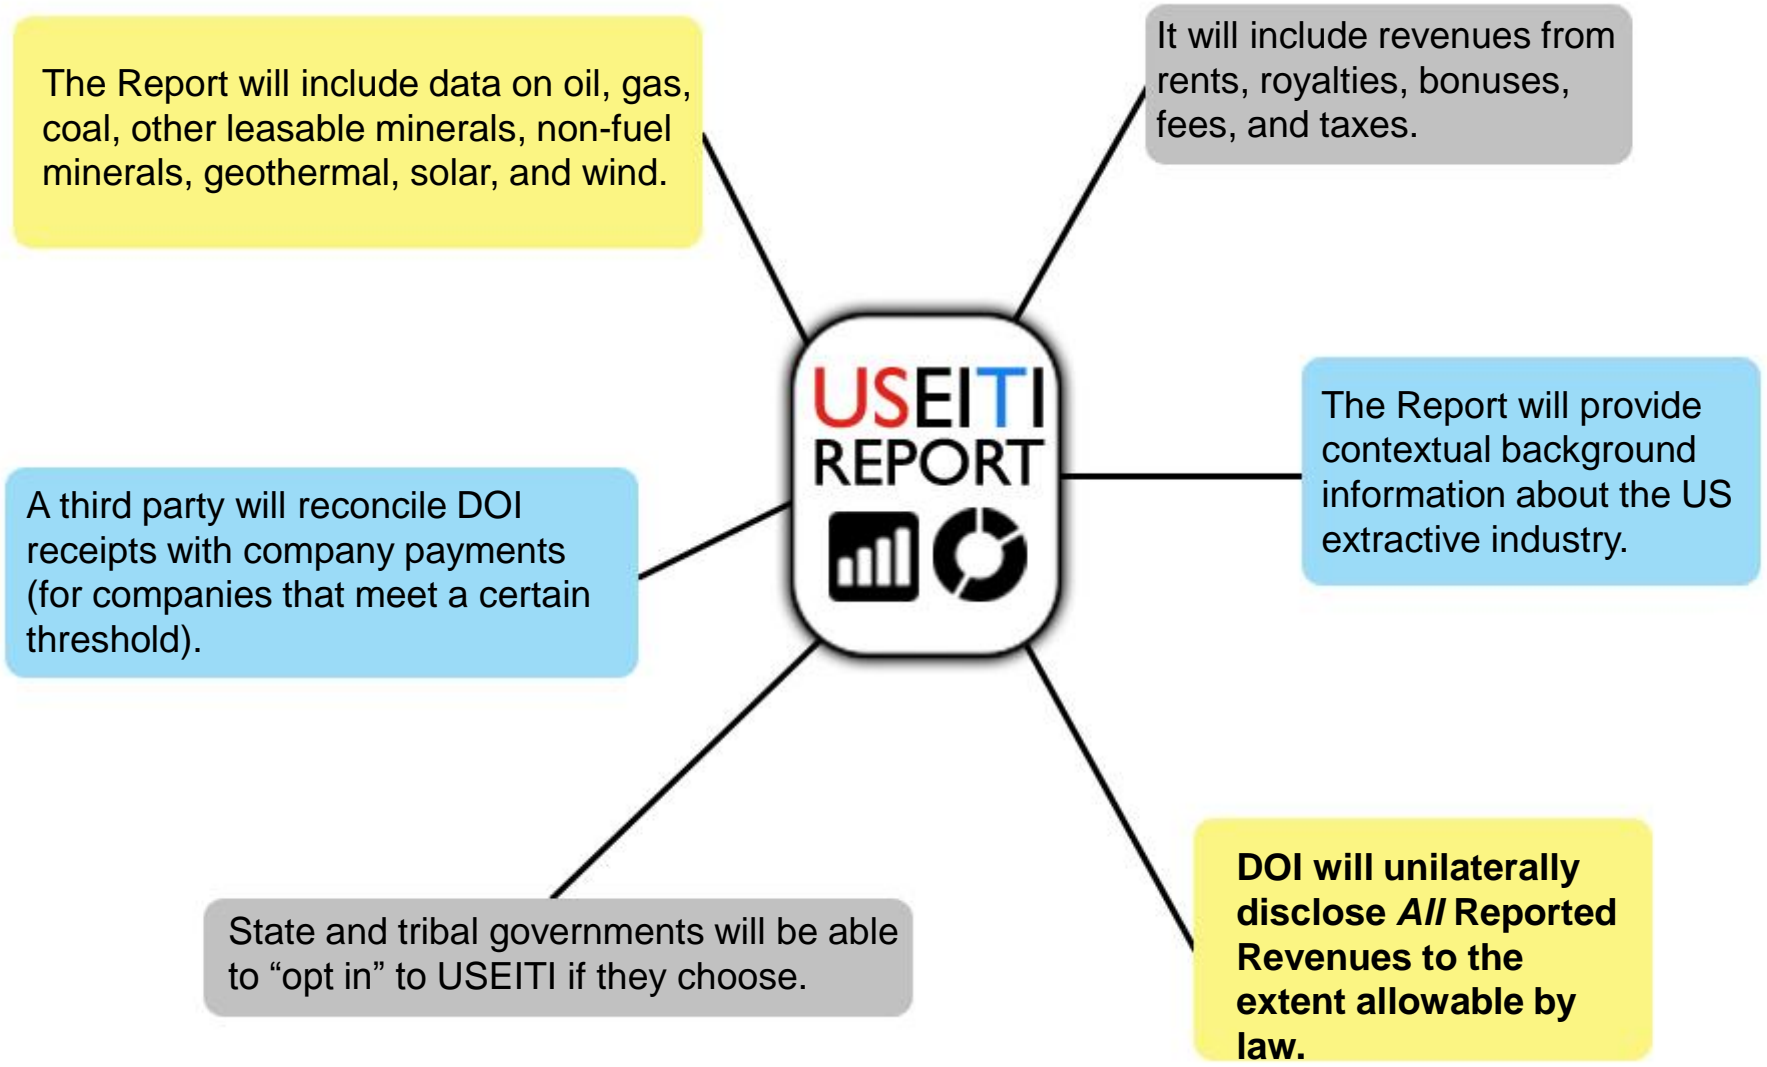 The Report will include data on oil, gas,
coal, other leasable minerals, non-fuel
minerals, geothermal, solar, and wind.
It will include revenues from
rents, royalties, bonuses,
fees, and taxes.
USEITI
REPORT
The Report will provide
contextual background
information about the US
extractive industry.
A third party will reconcile DOI
receipts with company payments
(for companies that meet a certain
threshold).
State and tribal governments will be able
to “opt in” to USEITI if they choose.
DOI will unilaterally
disclose All Reported
Revenues to the
extent allowable by
law.